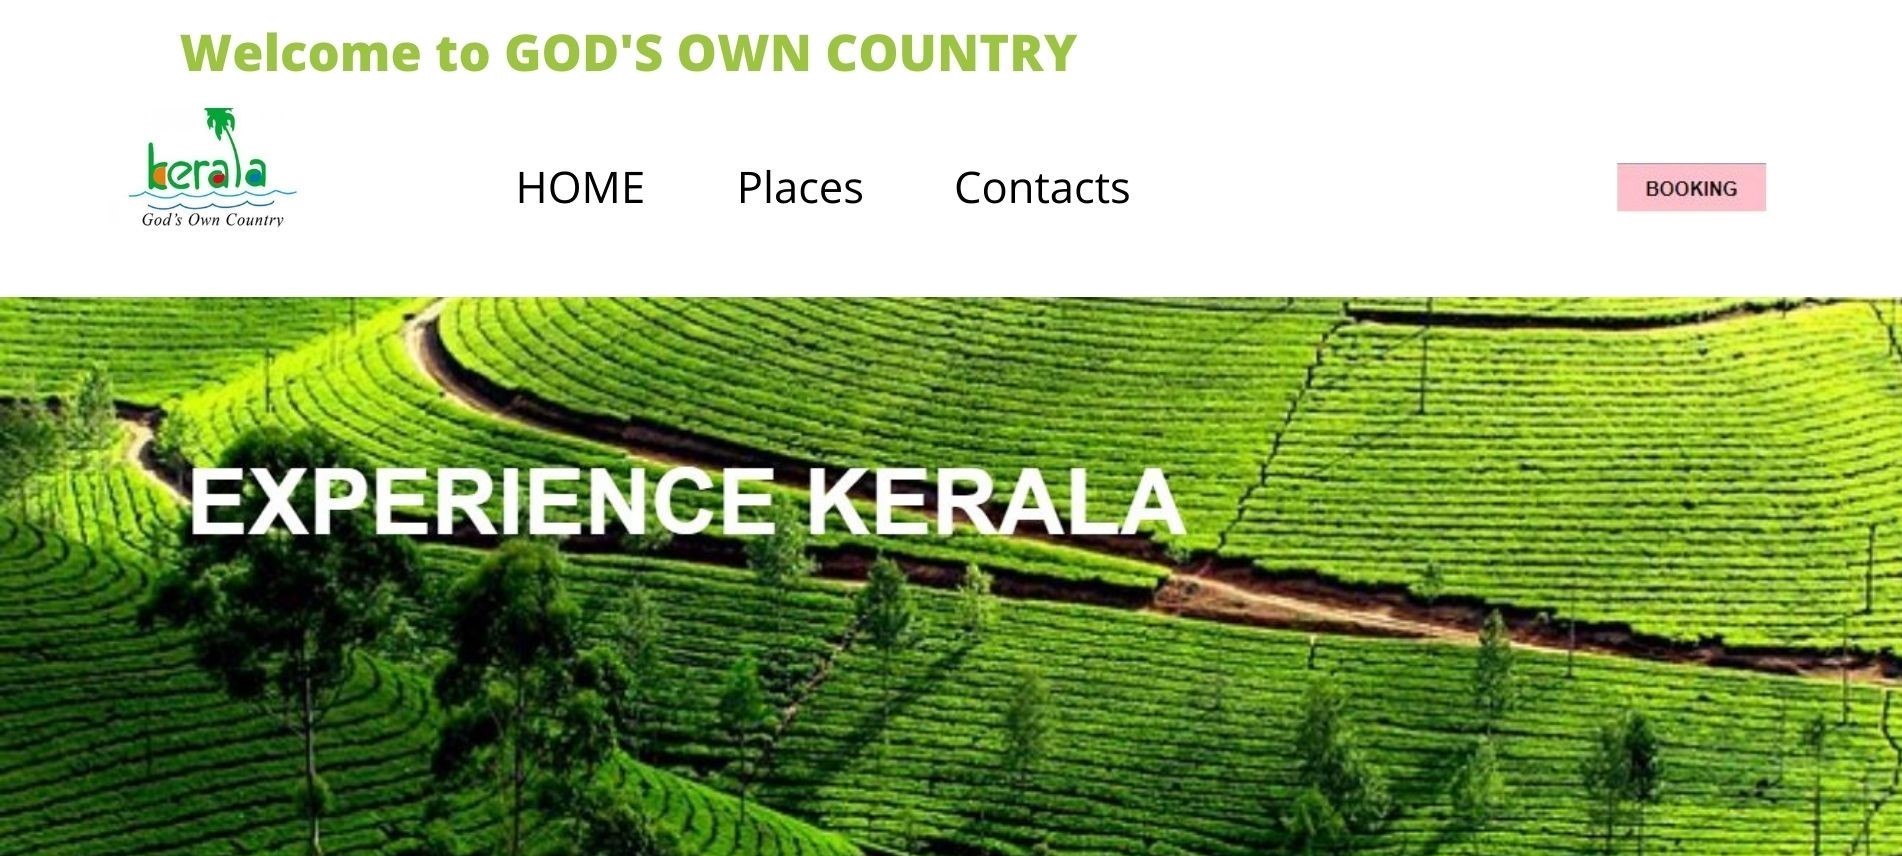 Welcome to GOD'S OWN COUNTRY
kerala
God's Own Country
HOME Places Contacts BOOKING
EXPERIENCE KERALA